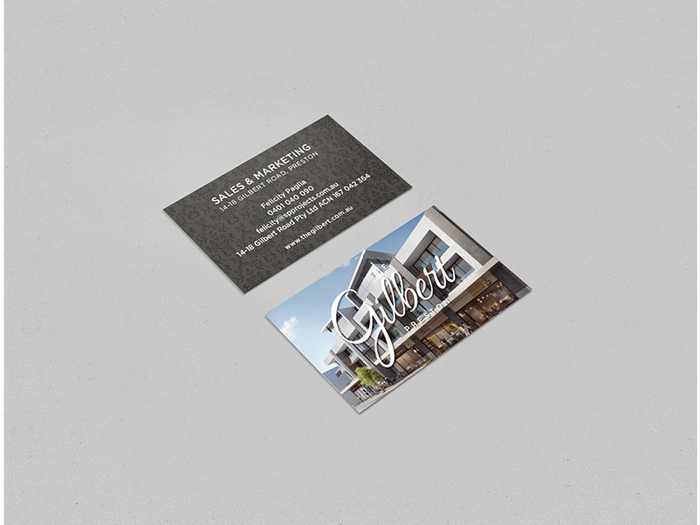 SALES & MARKETING
14-18 GILBERT ROAD, PRESTON
Felicity Paglia
0401 040 090
felicity@spprojects.com.au
14-18 Gilbert Road Pty Ltd ACN 167 042 364
www.thegilbert.com.au
THE
Gilbert
PRESTON